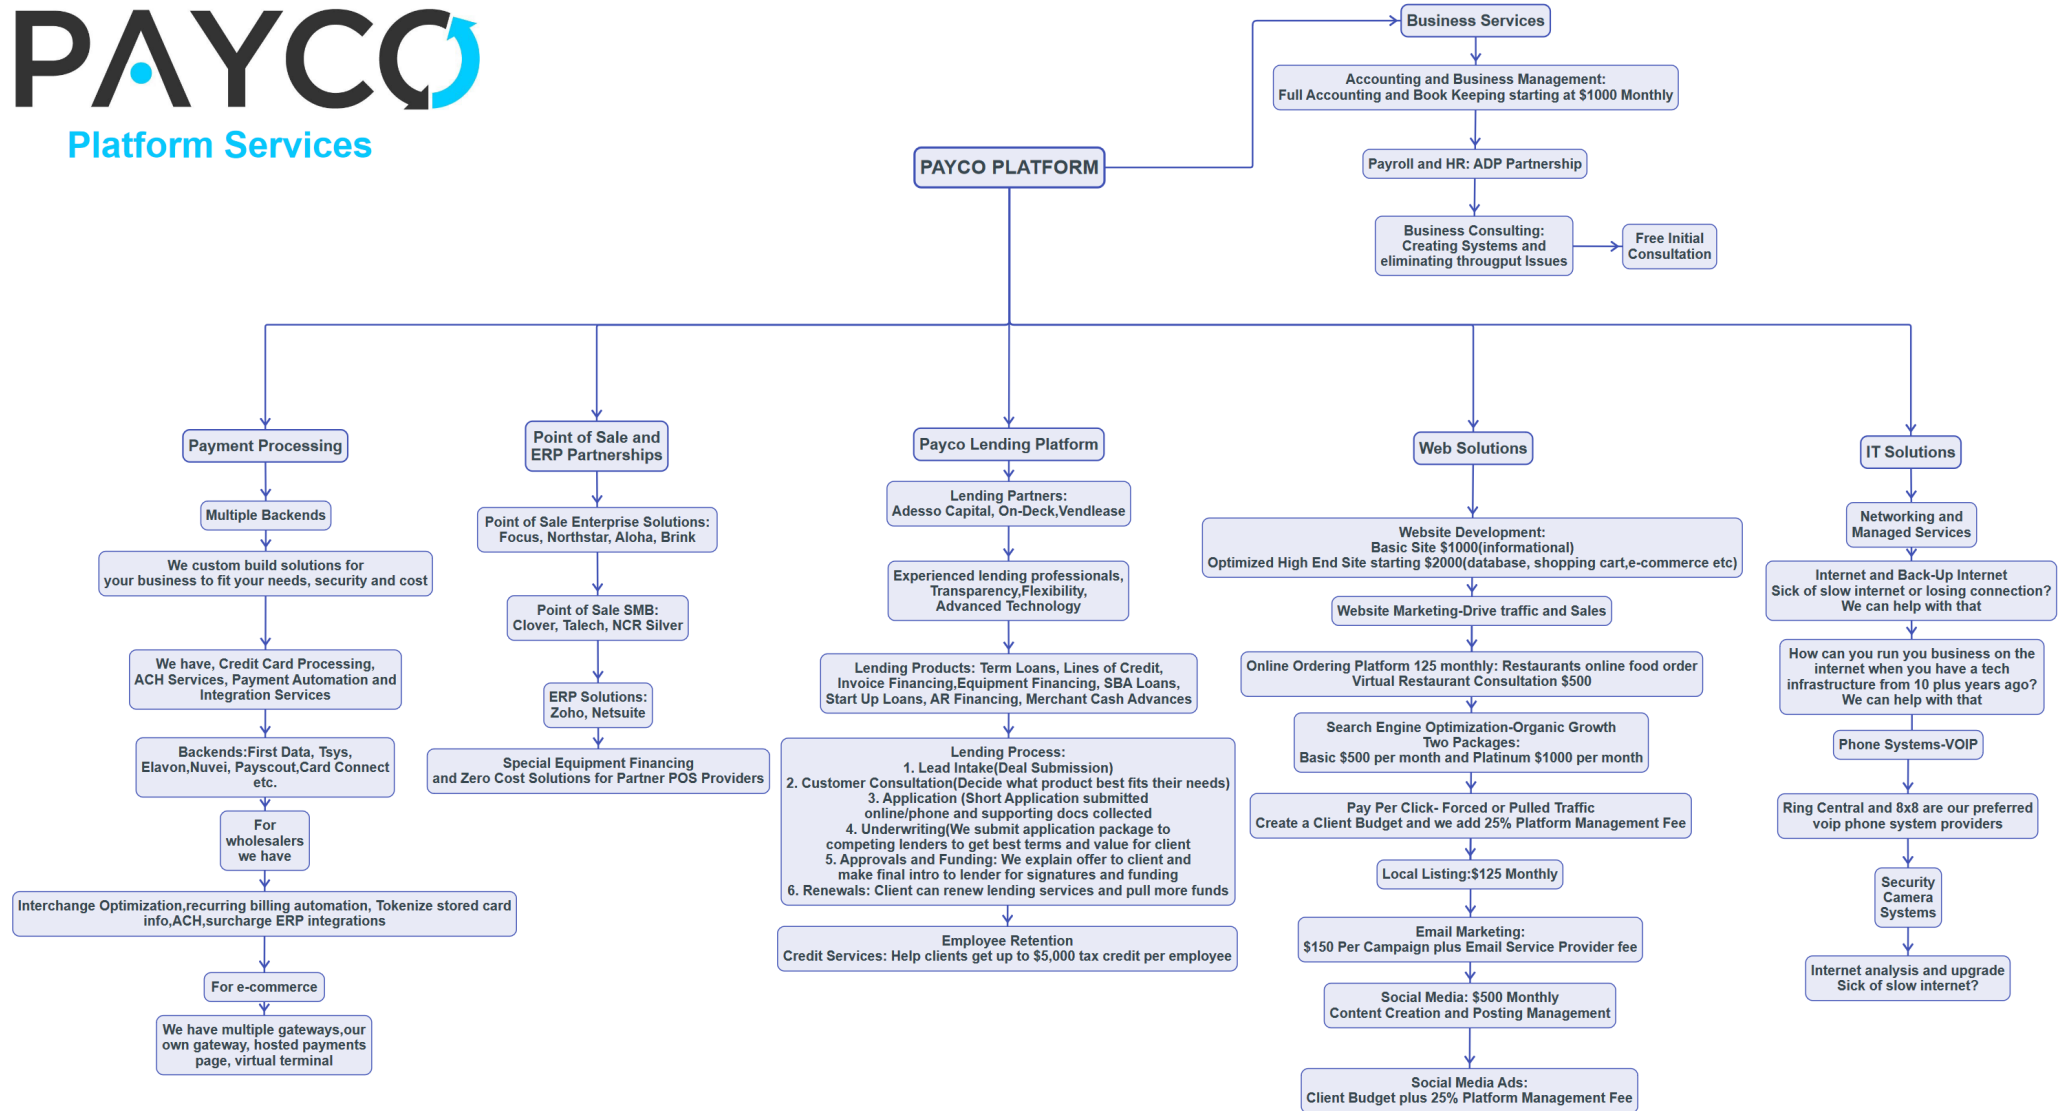 PAYCO
Platform Services
PAYCO PLATFORM
Business Services
Accounting and Business Management:
Full Accounting and Book Keeping starting at $1000 Monthly
Payroll and HR: ADP Partnership
Business Consulting:
Creating Systems and
eliminating througput Issues
Free Initial
Consultation
Payment Processing
Multiple Backends
We custom build solutions for
your business to fit your needs, security and cost
We have, Credit Card Processing,
ACH Services, Payment Automation and
Integration Services
Backends:First Data, Tsys,
Elavon,Nuvei, Payscout,Card Connect
etc.
For
wholesalers
we have
Interchange Optimization,recurring billing automation, Tokenize stored card
info,ACH,surcharge ERP integrations
For e-commerce
We have multiple gateways,our
own gateway, hosted payments
page, virtual terminal
Point of Sale and
ERP Partnerships
Point of Sale Enterprise Solutions:
Focus, Northstar, Aloha, Brink
Point of Sale SMB:
Clover, Talech, NCR Silver
ERP Solutions:
Zoho, Netsuite
Special Equipment Financing
and Zero Cost Solutions for Partner POS Providers
Payco Lending Platform
Lending Partners:
Adesso Capital, On-Deck,Vendlease
Experienced lending professionals,
Transparency,Flexibility,
Advanced Technology
Lending Products: Term Loans, Lines of Credit,
Invoice Financing,Equipment Financing, SBA Loans,
Start Up Loans, AR Financing, Merchant Cash Advances
Lending Process:
1. Lead Intake(Deal Submission)
2. Customer Consultation(Decide what product best fits their needs)
3. Application (Short Application submitted
online/phone and supporting docs collected
4. Underwriting(We submit application package to
competing lenders to get best terms and value for client
5. Approvals and Funding: We explain offer to client and
make final intro to lender for signatures and funding
6. Renewals: Client can renew lending services and pull more funds
Employee Retention
Credit Services: Help clients get up to $5,000 tax credit per employee
Web Solutions
Website Development:
Basic Site $1000(informational)
Optimized High End Site starting $2000(database, shopping cart,e-commerce etc)
Website Marketing-Drive traffic and Sales
Online Ordering Platform 125 monthly: Restaurants online food order
Virtual Restaurant Consultation $500
Search Engine Optimization-Organic Growth
Two Packages:
Basic $500 per month and Platinum $1000 per month
Pay Per Click- Forced or Pulled Traffic
Create a Client Budget and we add 25% Platform Management Fee
Local Listing:$125 Monthly
Email Marketing:
$150 Per Campaign plus Email Service Provider fee
Social Media: $500 Monthly
Content Creation and Posting Management
Social Media Ads:
Client Budget plus 25% Platform Management Fee
IT Solutions
Networking and
Managed Services
Internet and Back-Up Internet
Sick of slow internet or losing connection?
We can help with that
How can you run you business on the
internet when you have a tech
infrastructure from 10 plus years ago?
We can help with that
Phone Systems-VOIP
Ring Central and 8x8 are our preferred
voip phone system providers
Security
Camera
Systems
Internet analysis and upgrade
Sick of slow internet?